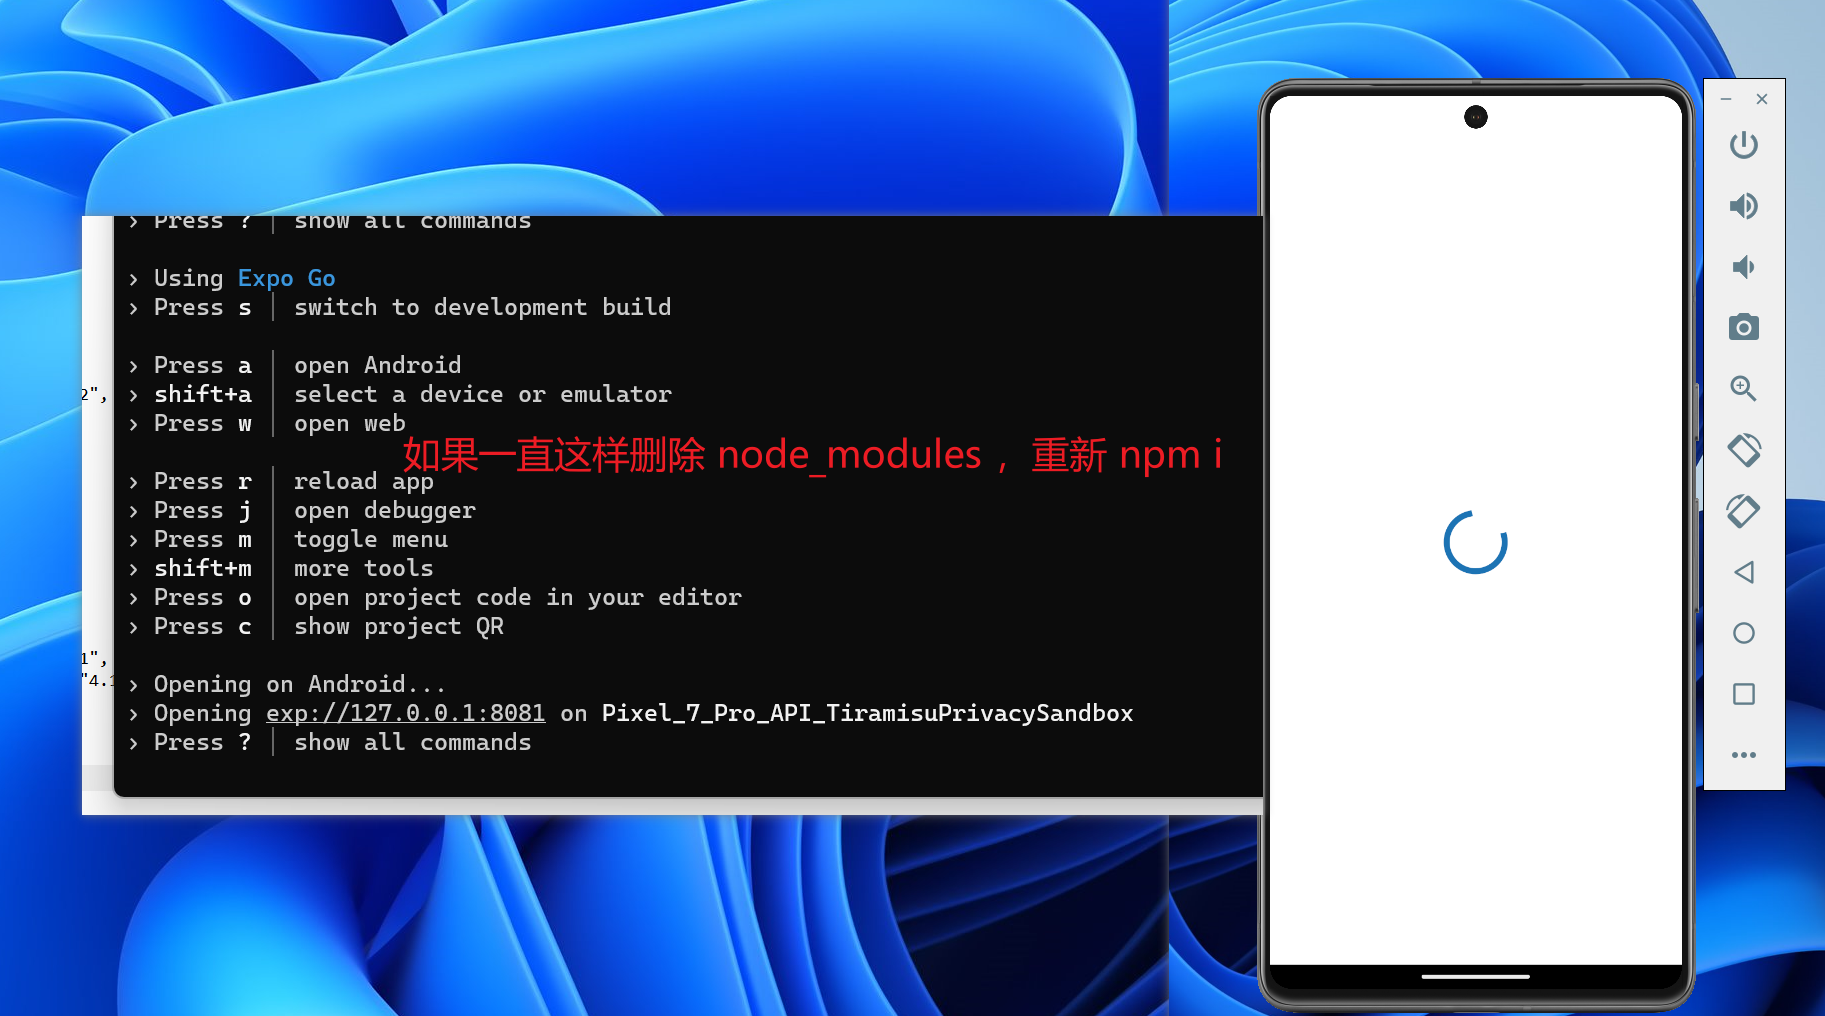 › Press ? │ show all commands
› Using Expo Go
› Press s │ switch to development build
› Press a │ open Android
› shift+a │ select a device or emulator
› Press w │ open web
如果一直这样删除 node_modules ，重新 npm i
› Press r │ reload app
› Press j │ open debugger
› Press m │ toggle menu
› shift+m │ more tools
› Press o │ open project code in your editor
› Press c │ show project QR
› Opening on Android...
› Opening exp://127.0.0.1:8081 on Pixel_7_Pro_API_TiramisuPrivacySandbox
› Press ? │ show all commands
2",
1",
"4.1